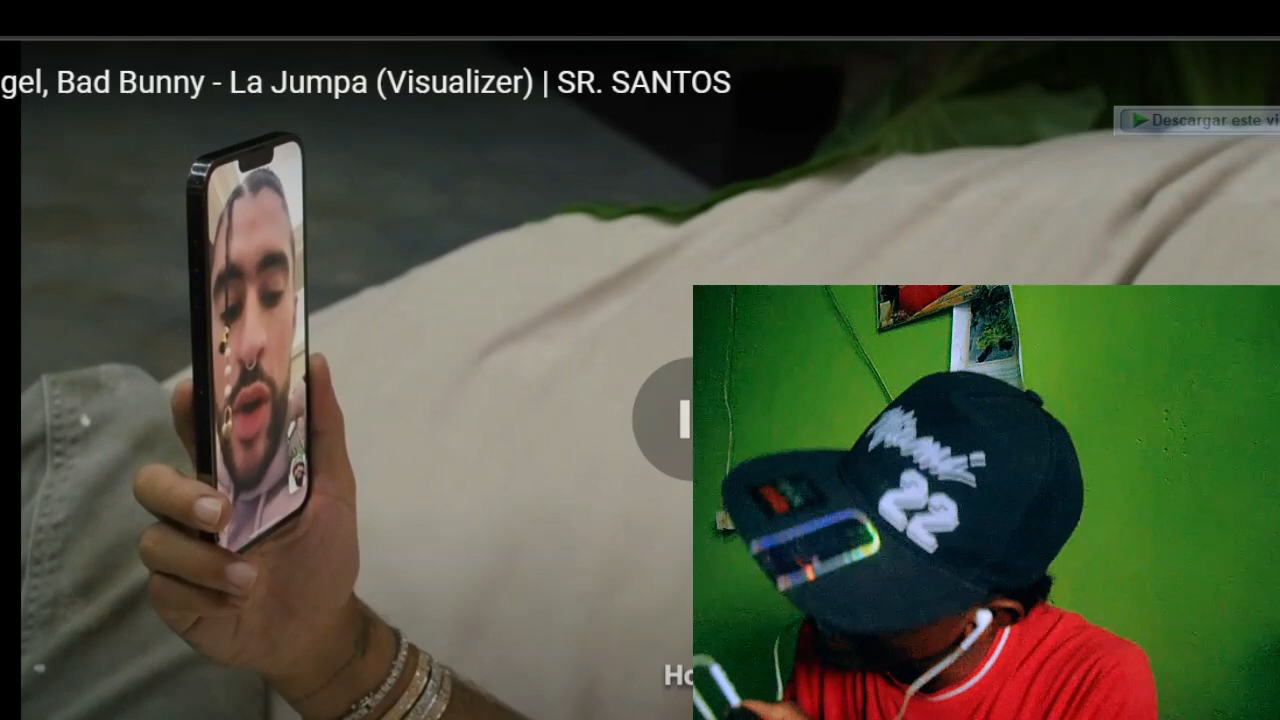 gel, Bad Bunny - La Jumpa (Visualizer) | SR. SANTOS
Descargar este vi
Ho
22